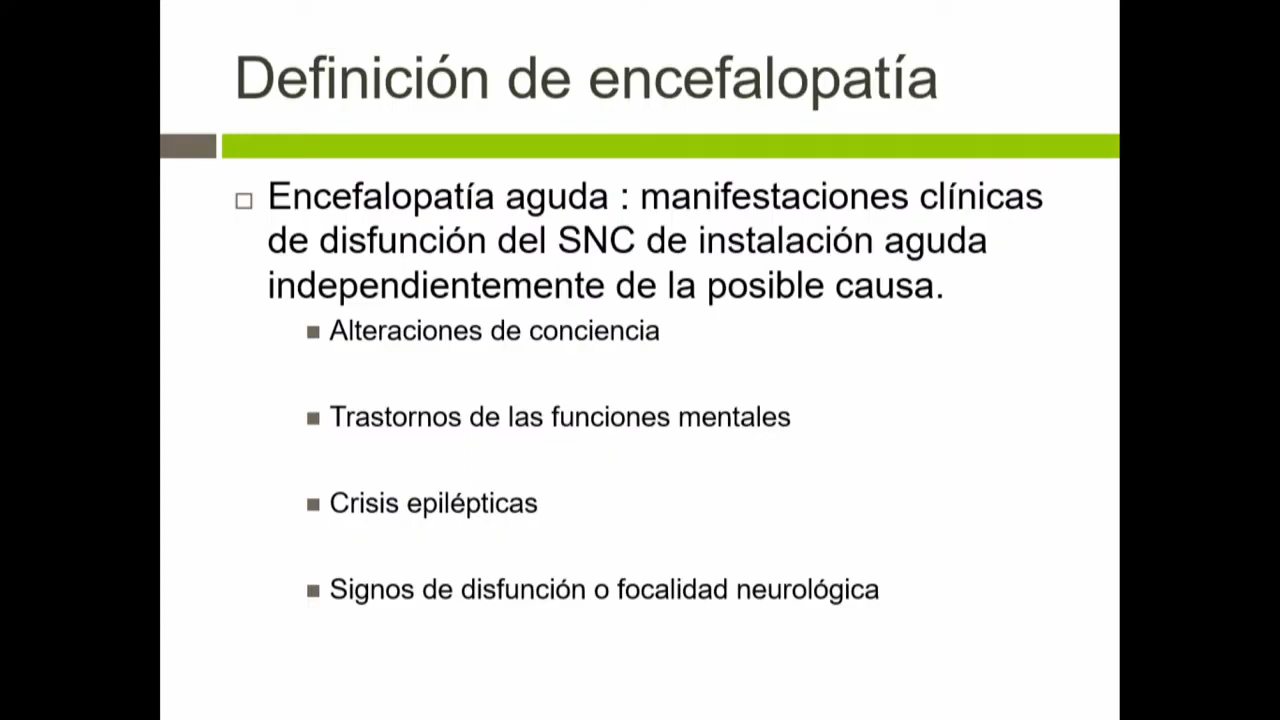 Definición de encefalopatía
Encefalopatía aguda : manifestaciones clínicas
de disfunción del SNC de instalación aguda
independientemente de la posible causa.
Alteraciones de conciencia
Trastornos de las funciones mentales
Crisis epilépticas
Signos de disfunción o focalidad neurológica